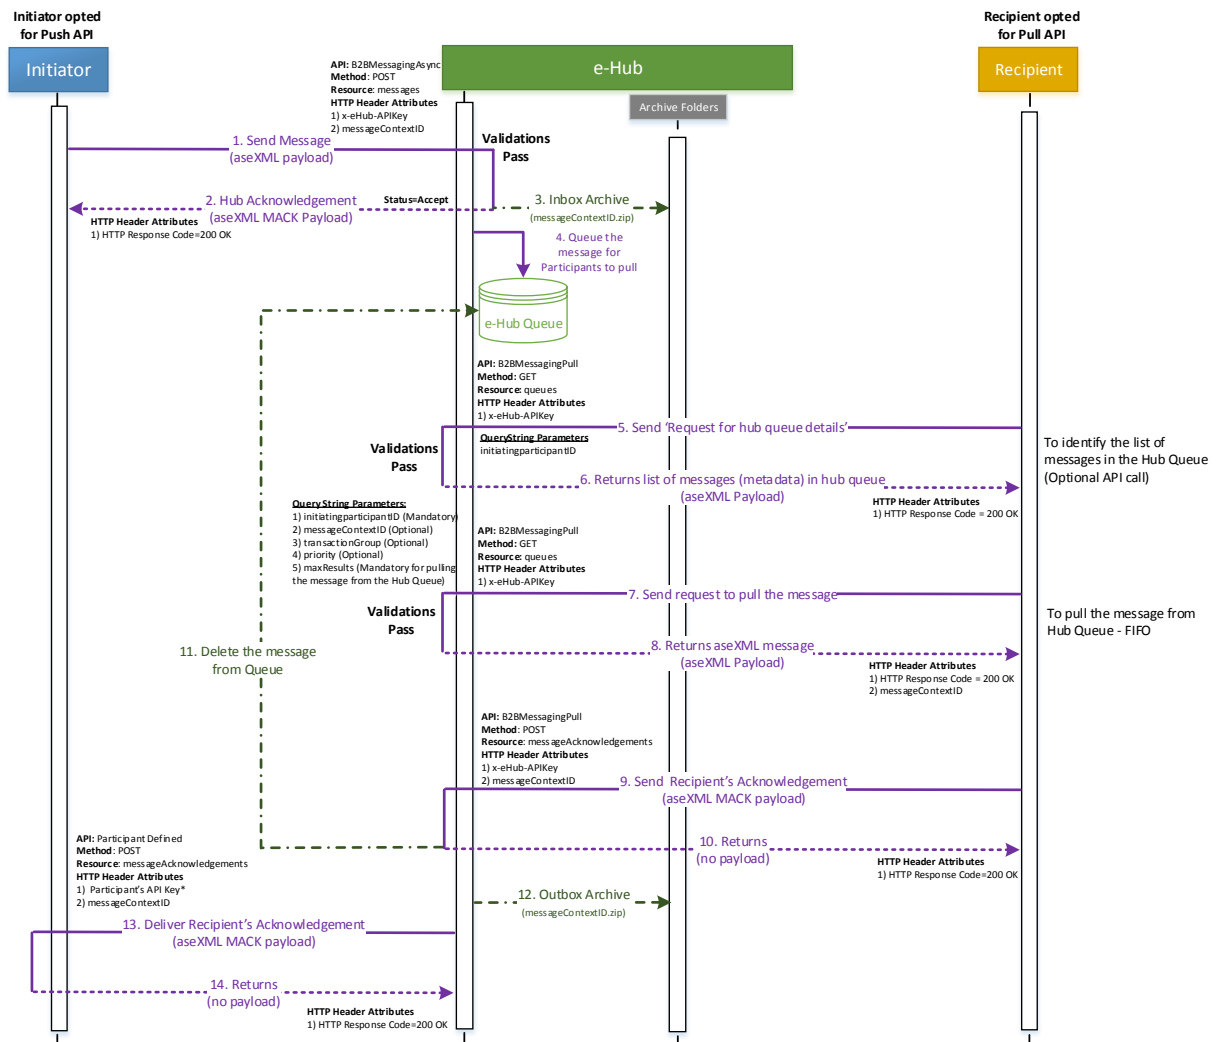 Initiator opted
for Push API
Recipient opted
for Pull API
Initiator
e-Hub
Recipient
Archive Folders
API: B2BMessagingAsync
Method: POST
Resource: messages
HTTP Header Attributes
1) x-eHub-APIKey
2) messageContextID
1. Send Message
(aseXML payload)
Validations
Pass
2. Hub Acknowledgement
(aseXML MACK Payload)
Status=Accept
HTTP Header Attributes
1) HTTP Response Code=200 OK
3. Inbox Archive
(messageContextID.zip)
4. Queue the
message for
Participants to pull
e-Hub Queue
API: B2BMessagingPull
Method: GET
Resource: queues
HTTP Header Attributes
1) x-eHub-APIKey
5. Send ‘Request for hub queue details’
QueryString Parameters
initiatingparticipantID
Validations
Pass
To identify the list of
messages in the Hub Queue
(Optional API call)
6. Returns list of messages (metadata) in hub queue
(aseXML Payload)
HTTP Header Attributes
1) HTTP Response Code = 200 OK
Query String Parameters:
1) initiatingparticipantID (Mandatory)
2) messageContextID (Optional)
3) transactionGroup (Optional)
4) priority (Optional)
5) maxResults (Mandatory for pulling
the message from the Hub Queue)
API: B2BMessagingPull
Method: GET
Resource: queues
HTTP Header Attributes
1) x-eHub-APIKey
7. Send request to pull the message
Validations
Pass
To pull the message from
Hub Queue - FIFO
8. Returns aseXML message
(aseXML Payload)
HTTP Header Attributes
1) HTTP Response Code = 200 OK
2) messageContextID
11. Delete the message
from Queue
API: B2BMessagingPull
Method: POST
Resource: messageAcknowledgements
HTTP Header Attributes
1) x-eHub-APIKey
2) messageContextID
9. Send Recipient’s Acknowledgement
(aseXML MACK payload)
10. Returns
(no payload)
HTTP Header Attributes
1) HTTP Response Code=200 OK
API: Participant Defined
Method: POST
Resource: messageAcknowledgements
HTTP Header Attributes
1) Participant’s API Key*
2) messageContextID
12. Outbox Archive
(messageContextID.zip)
13. Deliver Recipient’s Acknowledgement
(aseXML MACK payload)
14. Returns
(no payload)
HTTP Header Attributes
1) HTTP Response Code=200 OK